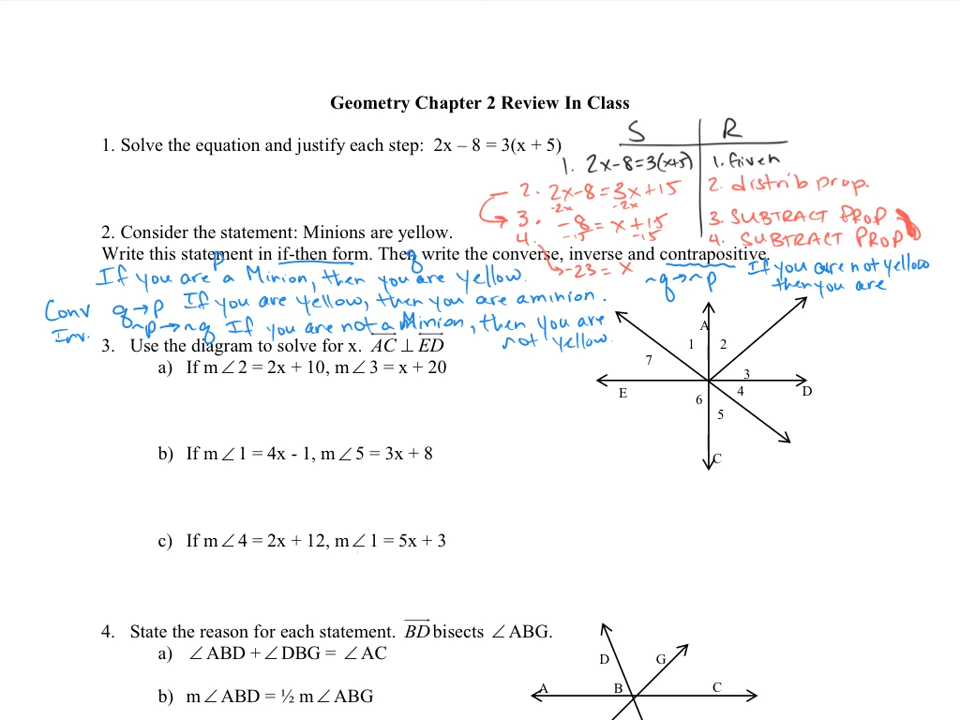 Geometry Chapter 2 Review In Class
S R
1. Solve the equation and justify each step: 2x – 8 = 3(x + 5)
1. 2x-8=3(x+5) 1. Given
2. 2x-8=3x+15 2. distrib prop.
-2x -2x
3. -8 = x+15 3. SUBTRACT PROP
-15 -15
4. -23 = x 4. SUBTRACT PROP
2. Consider the statement: Minions are yellow.
Write this statement in if-then form. Then write the converse, inverse and contrapositive.
p q
If you are a Minion, then you are yellow.
~q→~p If you are not yellow
then you are
Conv q→p If you are yellow, then you are a minion.
Inv. ~p→~q If you are not a Minion, then you are
not yellow.
3. Use the diagram to solve for x. AC ⊥ ED
a) If m∠2 = 2x + 10, m∠3 = x + 20
b) If m∠1 = 4x - 1, m∠5 = 3x + 8
c) If m∠4 = 2x + 12, m∠1 = 5x + 3
A
1 2
7
3
E 4 D
6
5
C
4. State the reason for each statement. BD bisects ∠ABG.
a) ∠ABD + ∠DBG = ∠AC
b) m∠ABD = ½ m∠ABG
D G
A B C